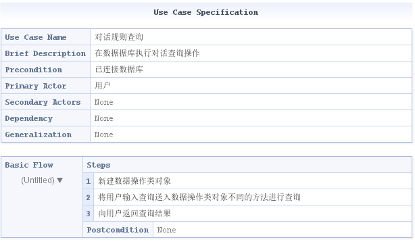 Use Case Specification
Use Case Name 对话规则查询
Brief Description 在数据据库执行对话查询操作
Precondition 已连接数据库
Primary Actor 用户
Secondary Actors None
Dependency None
Generalization None
Basic Flow Steps
(Untitled) ▼ 1 新建数据操作类对象
2 将用户输入查询送入数据操作类对象不同的方法进行查询
3 向用户返回查询结果
Postcondition None